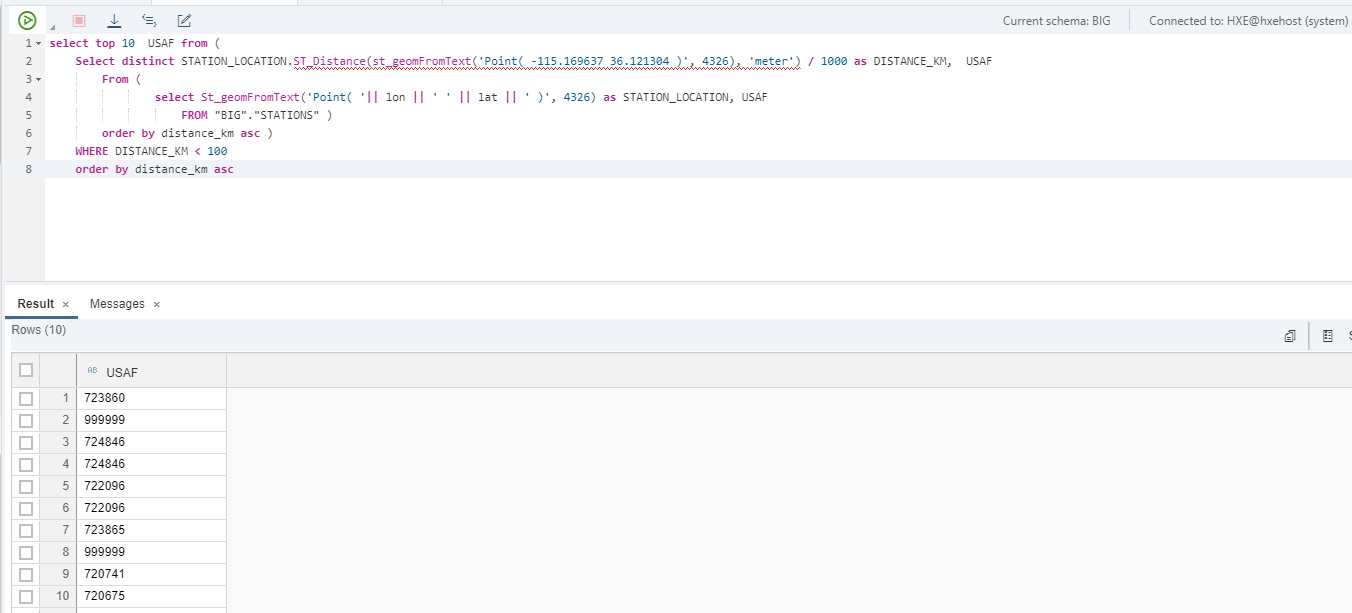 Current schema: BIG
Connected to: HXE@hxehost (system)
1 select top 10  USAF from (
2 Select distinct STATION_LOCATION.ST_Distance(st_geomFromText('Point( -115.169637 36.121304 )', 4326), 'meter') / 1000 as DISTANCE_KM,  USAF
3 From (
4 select St_geomFromText('Point( '|| lon || ' ' || lat || ' )', 4326) as STATION_LOCATION, USAF
5 FROM "BIG"."STATIONS" )
6 order by distance_km asc )
7 WHERE DISTANCE_KM < 100
8 order by distance_km asc
Result ×
Messages ×
Rows (10)
AB USAF
1 723860
2 999999
3 724846
4 724846
5 722096
6 722096
7 723865
8 999999
9 720741
10 720675